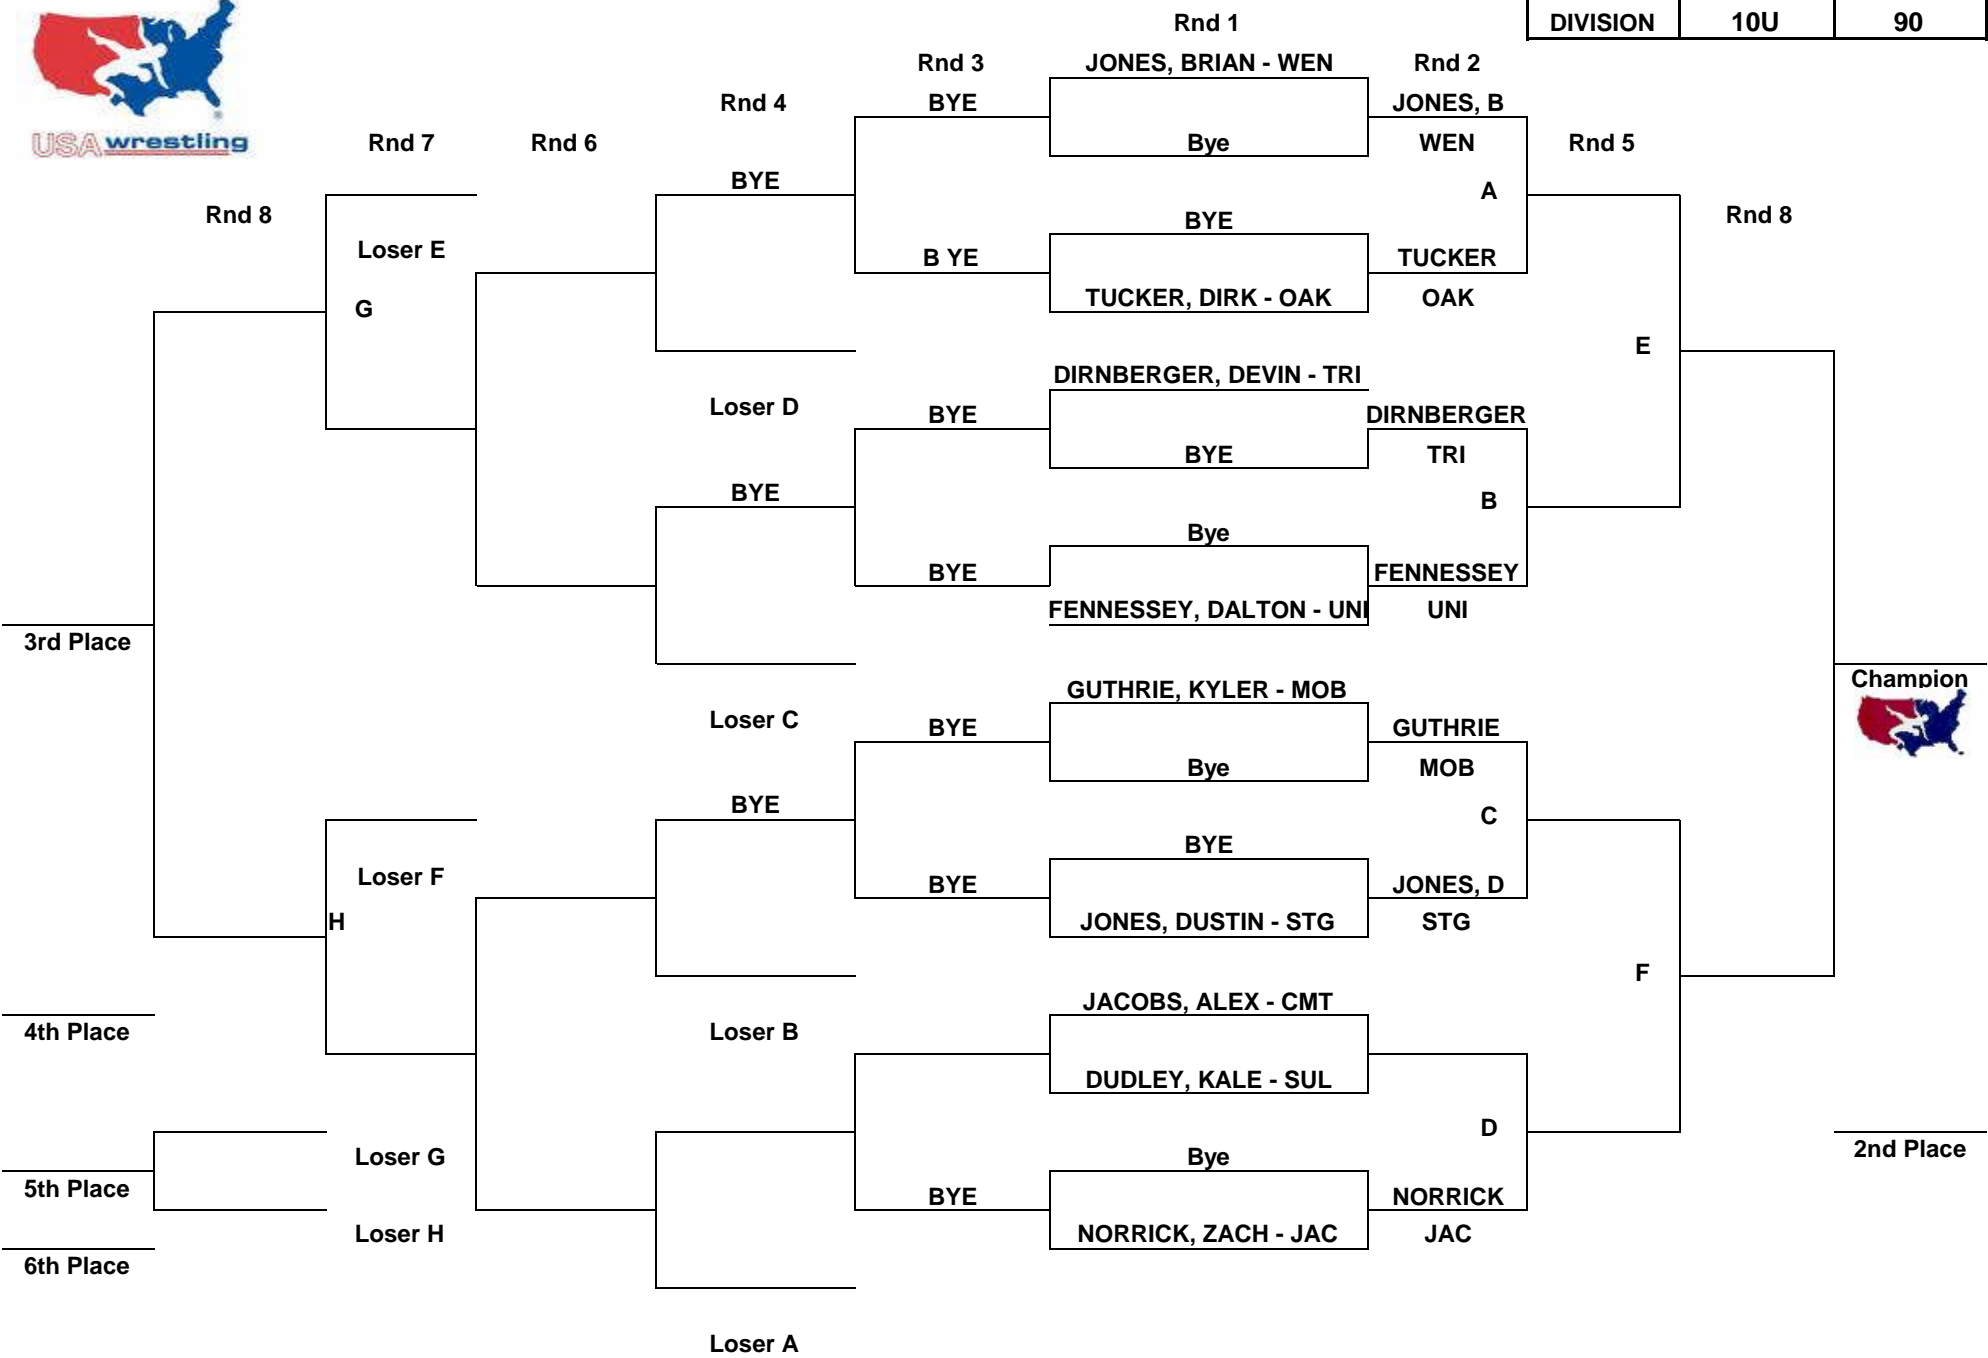 Rnd 1
DIVISION 10U 90
Rnd 3 JONES, BRIAN - WEN Rnd 2
Rnd 4 BYE JONES, B
USA wrestling
Rnd 7 Rnd 6 Bye WEN Rnd 5
BYE
A
Rnd 8 BYE Rnd 8
Loser E B YE TUCKER
G TUCKER, DIRK - OAK OAK
E
DIRNBERGER, DEVIN - TRI
Loser D BYE DIRNBERGER
BYE TRI
BYE B
Bye
BYE FENNESSEY
FENNESSEY, DALTON - UNI UNI
3rd Place
GUTHRIE, KYLER - MOB Champion
Loser C BYE GUTHRIE
Bye MOB
BYE C
BYE
Loser F BYE JONES, D
H JONES, DUSTIN - STG STG
F
JACOBS, ALEX - CMT
4th Place Loser B
DUDLEY, KALE - SUL
D
Loser G Bye 2nd Place
5th Place BYE NORRICK
Loser H NORRICK, ZACH - JAC JAC
6th Place
Loser A